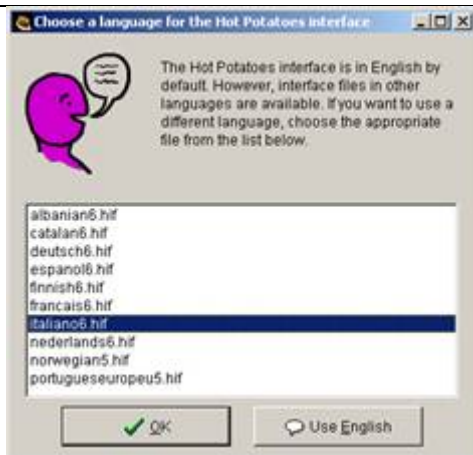 Choose a language for the Hot Potatoes interface
The Hot Potatoes interface is in English by
default. However, interface files in other
languages are available. If you want to use a
different language, choose the appropriate
file from the list below.
albanian6.hif
catalan6.hif
deutsch6.hif
espanol6.hif
finnish6.hif
francais6.hif
italiano6.hif
nederlands6.hif
norwegian5.hif
portugueseuropeu5.hif
OK
Use English